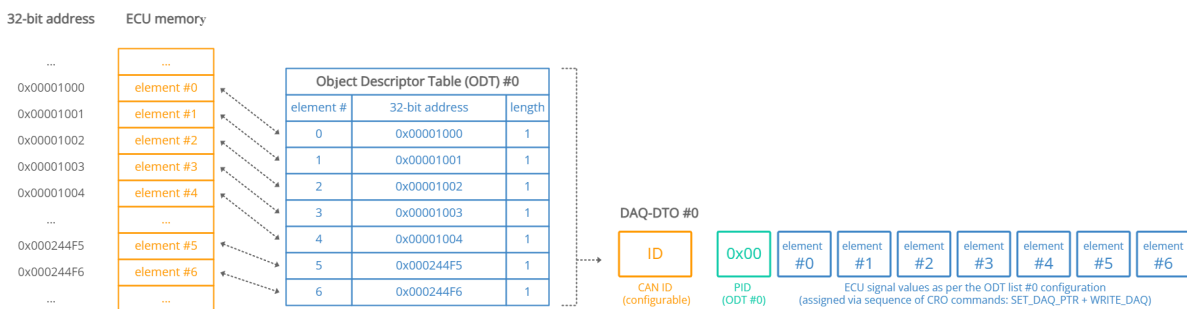 32-bit address ECU memory
...
...
0x00001000 element #0
0x00001001 element #1
0x00001002 element #2
0x00001003 element #3
0x00001004 element #4
...
...
0x000244F5 element #5
0x000244F6 element #6
...
...
Object Descriptor Table (ODT) #0
element # 32-bit address length
0 0x00001000 1
1 0x00001001 1
2 0x00001002 1
3 0x00001003 1
4 0x00001004 1
5 0x000244F5 1
6 0x000244F6 1
DAQ-DTO #0
ID
CAN ID
(configurable)
0x00
PID
(ODT #0)
element
#0
element
#1
element
#2
element
#3
element
#4
element
#5
element
#6
ECU signal values as per the ODT list #0 configuration
(assigned via sequence of CRO commands: SET_DAQ_PTR + WRITE_DAQ)